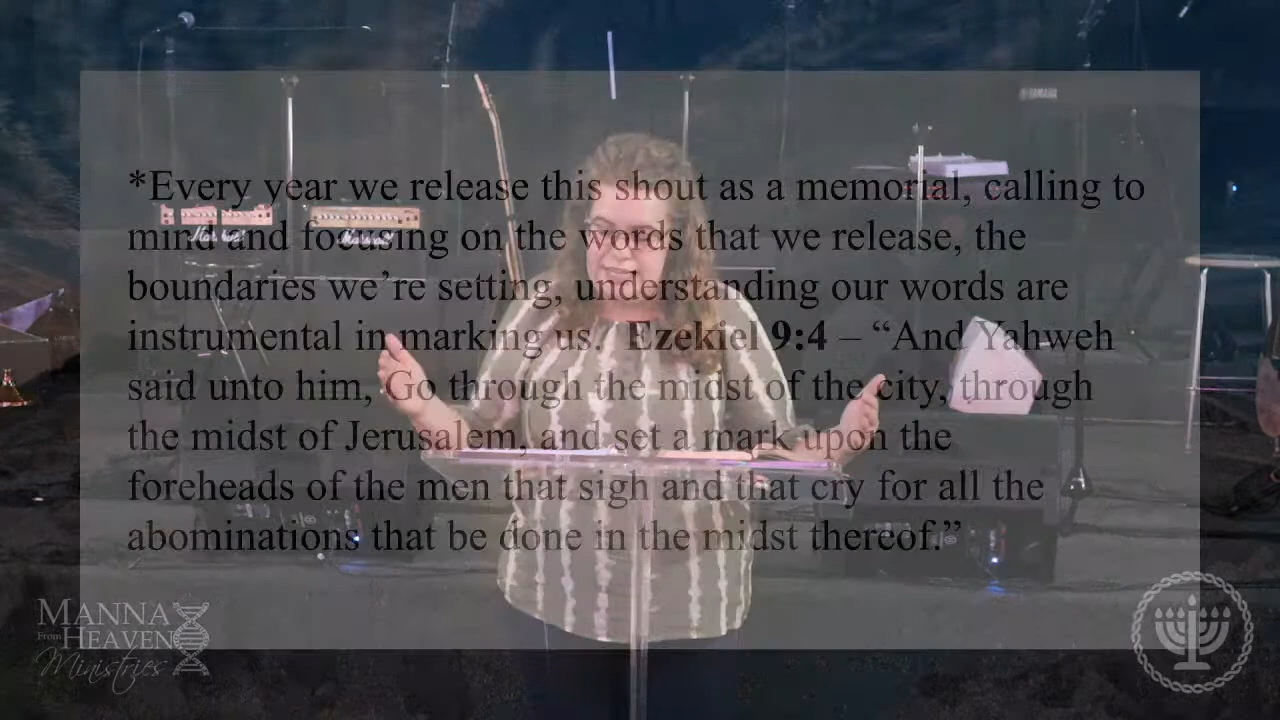 YAMAHA
*Every year we release this shout as a memorial, calling to
mind and focusing on the words that we release, the
boundaries we’re setting, understanding our words are
instrumental in marking us.  Ezekiel 9:4 – “And Yahweh
said unto him, Go through the midst of the city, through
the midst of Jerusalem, and set a mark upon the
foreheads of the men that sigh and that cry for all the
abominations that be done in the midst thereof.”
Marshall
MANNA
From HEAVEN
Ministries